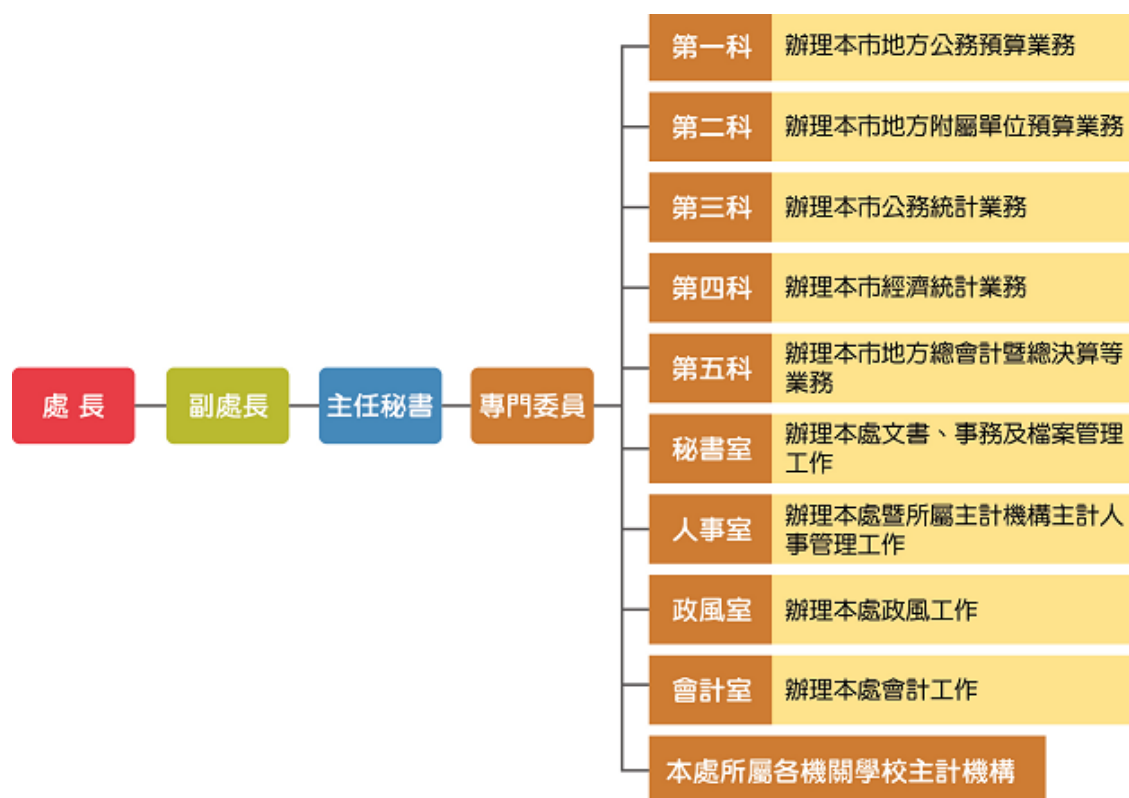 第一科
辦理本市地方公務預算業務
第二科
辦理本市地方附屬單位預算業務
第三科
辦理本市公務統計業務
第四科
辦理本市經濟統計業務
處 長
副處長
主任秘書
專門委員
第五科
辦理本市地方總會計暨總決算等
業務
秘書室
辦理本處文書、事務及檔案管理
工作
人事室
辦理本處暨所屬主計機構主計人
事管理工作
政風室
辦理本處政風工作
會計室
辦理本處會計工作
本處所屬各機關學校主計機構